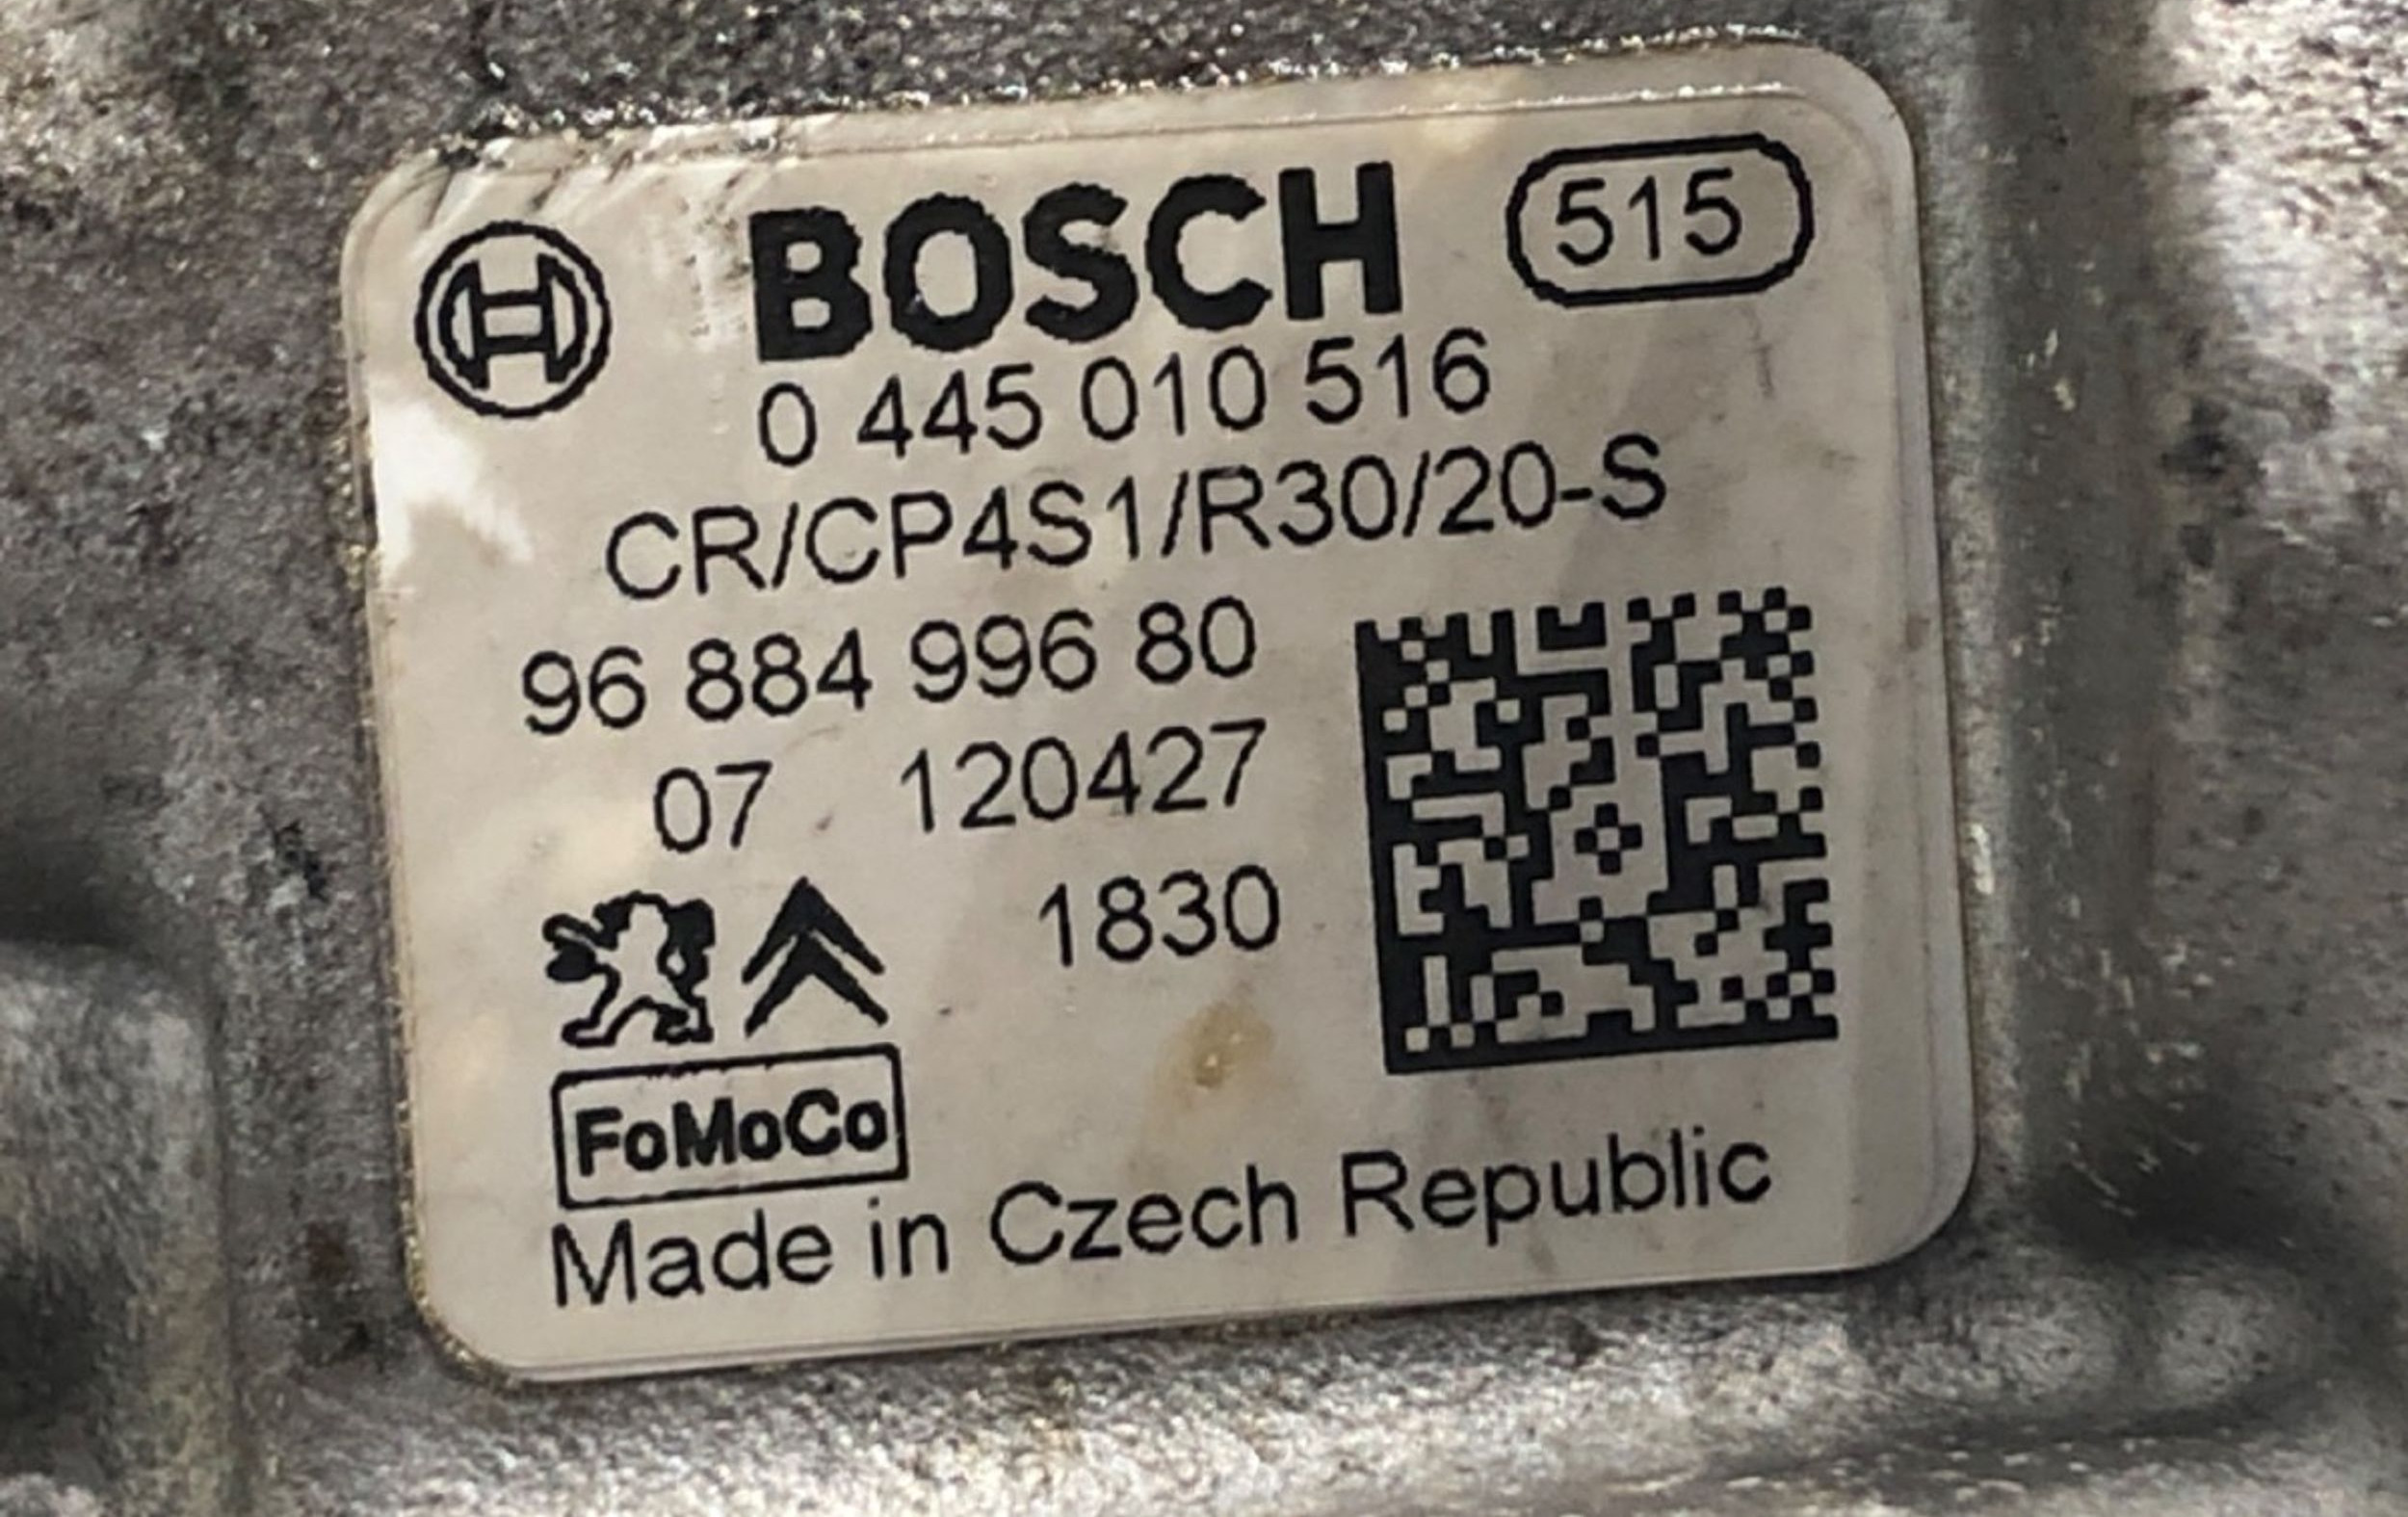 BOSCH 515
0 445 010 516
CR/CP4S1/R30/20-S
96 884 996 80
07 120427
1830
FoMoCo
Made in Czech Republic